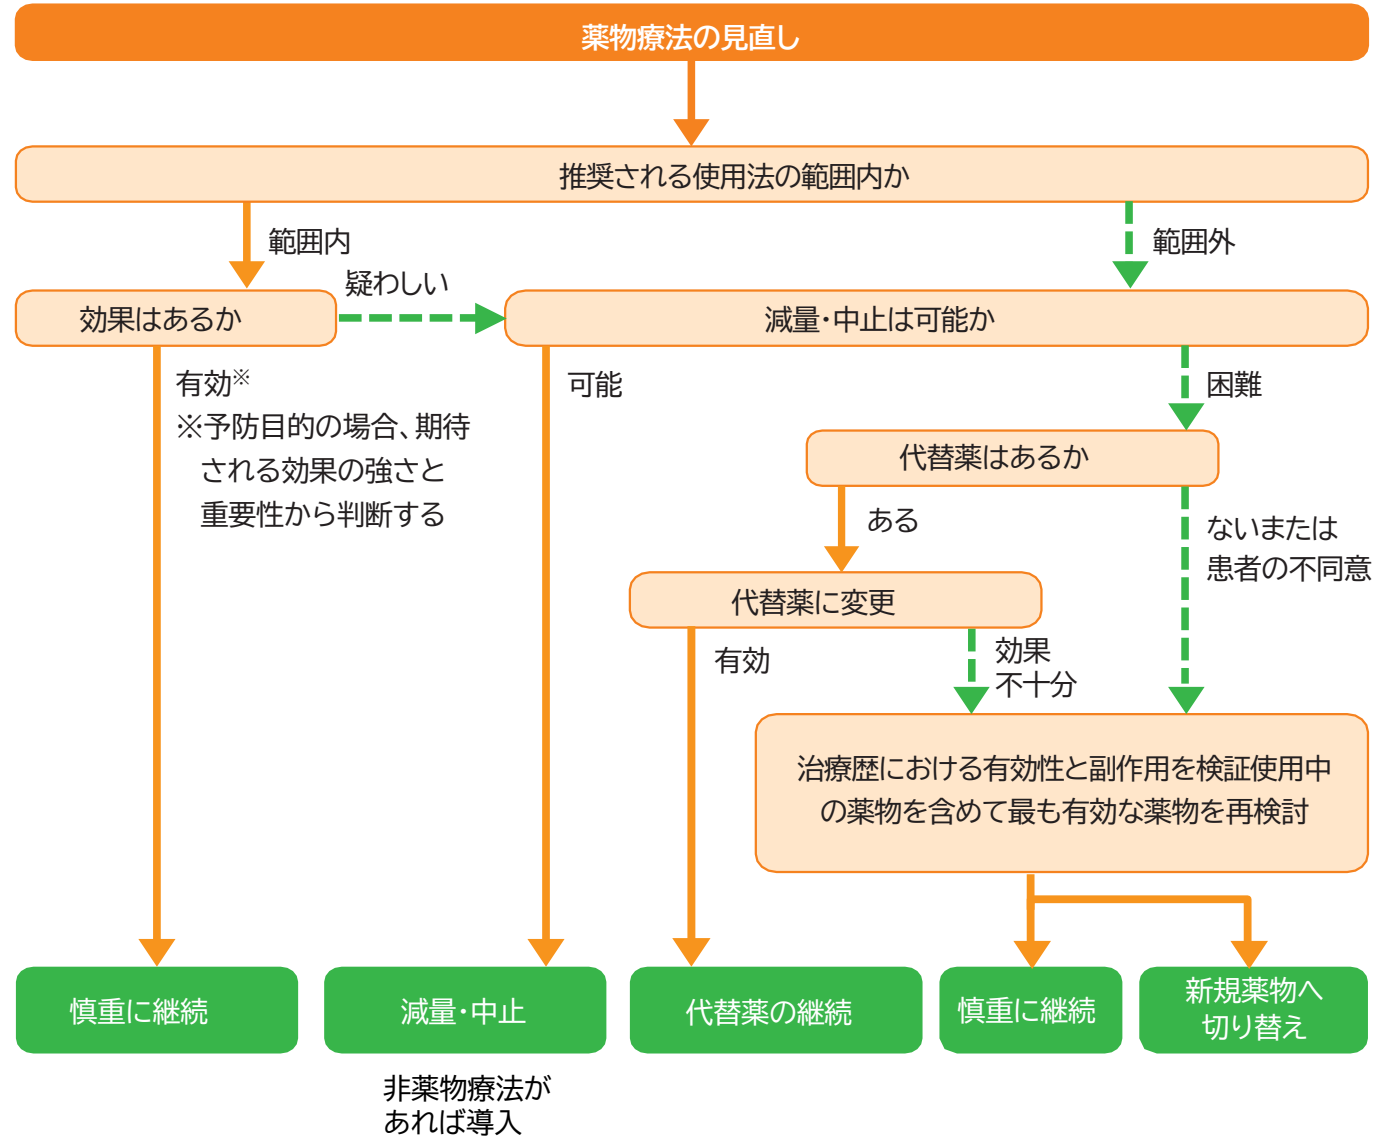 薬物療法の見直し
推奨される使用法の範囲内か
範囲内
範囲外
疑わしい
効果はあるか
減量・中止は可能か
有効※
※予防目的の場合、期待
される効果の強さと
重要性から判断する
可能
困難
代替薬はあるか
ある
ないまたは
患者の不同意
代替薬に変更
有効
効果
不十分
治療歴における有効性と副作用を検証使用中
の薬物を含めて最も有効な薬物を再検討
慎重に継続
減量・中止
代替薬の継続
慎重に継続
新規薬物へ
切り替え
非薬物療法が
あれば導入